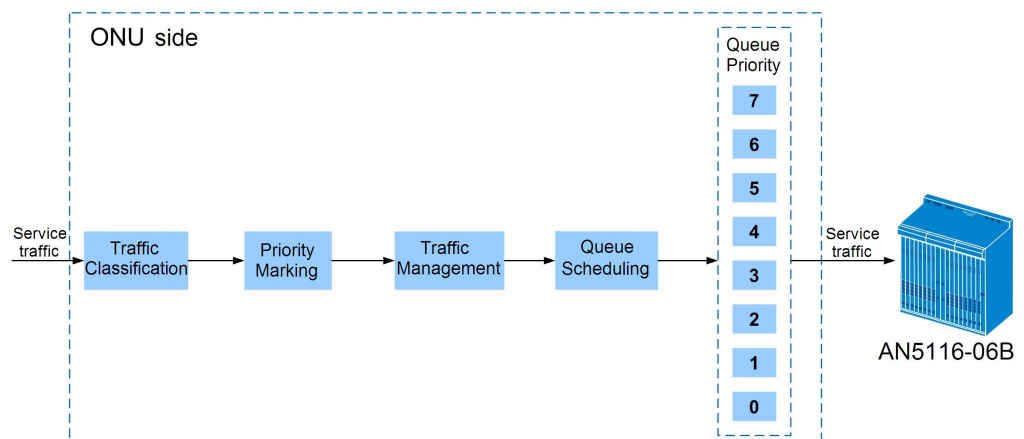 ONU side
Service
traffic
Traffic
Classification
Priority
Marking
Traffic
Management
Queue
Scheduling
Queue
Priority
7
6
5
4
3
2
1
0
Service
traffic
AN5116-06B